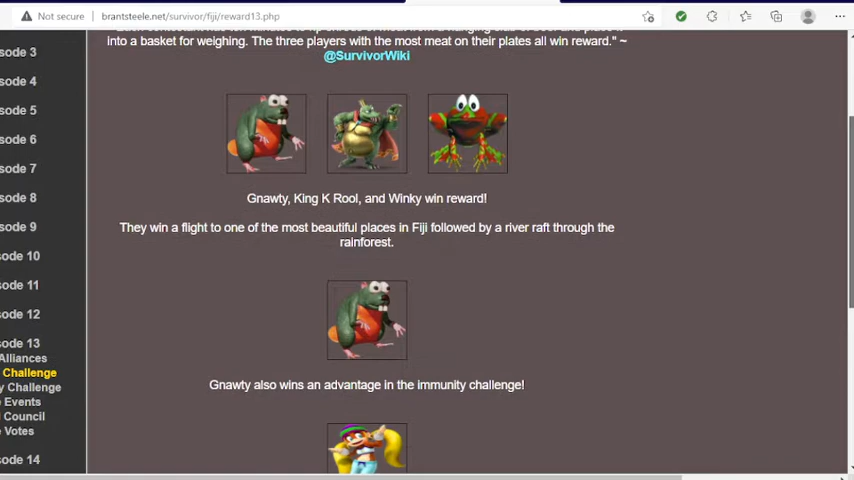 Not secure | brantsteele.net/survivor/fiji/reward13.php
into a basket for weighing. The three players with the most meat on their plates all win reward." ~
@SurvivorWiki
sode 3
sode 4
sode 5
sode 6
sode 7
sode 8
sode 9
sode 10
sode 11
sode 12
sode 13
Alliances
Challenge
y Challenge
Events
Council
Votes
sode 14
Gnawty, King K Rool, and Winky win reward!
They win a flight to one of the most beautiful places in Fiji followed by a river raft through the
rainforest.
Gnawty also wins an advantage in the immunity challenge!